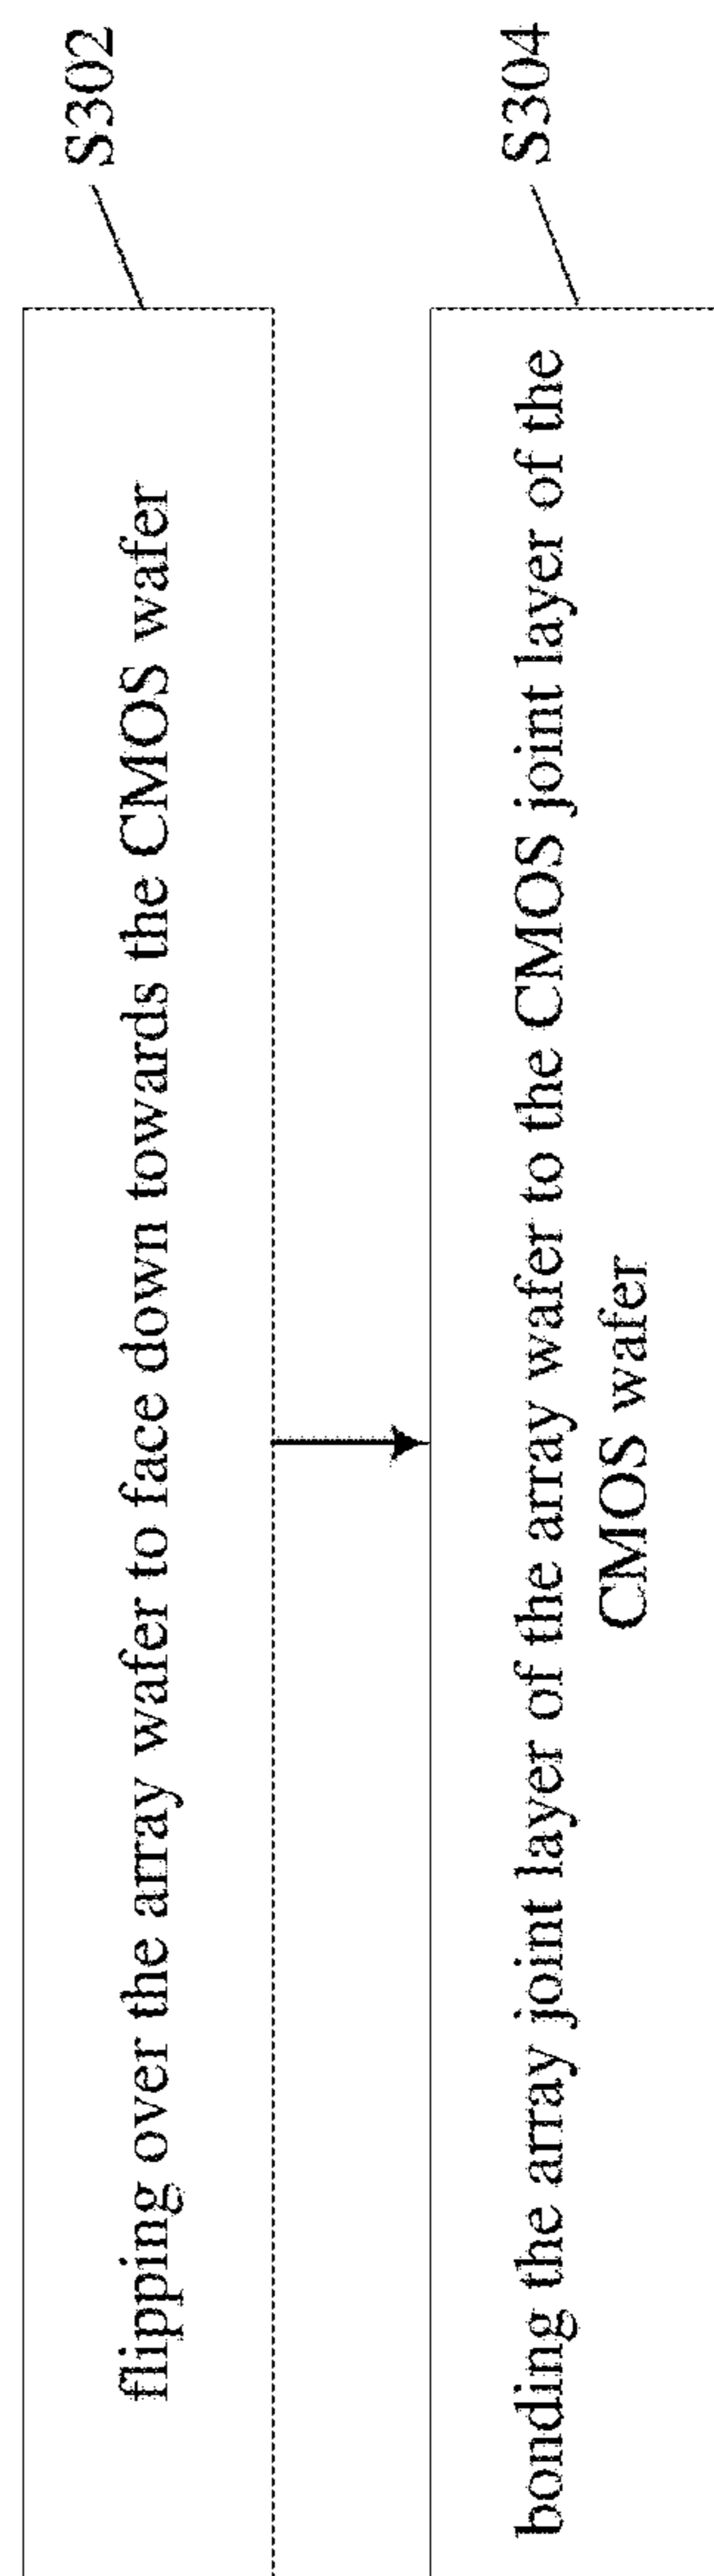 S302
flipping over the array wafer to face down towards the CMOS wafer
S304
bonding the array joint layer of the array wafer to the CMOS joint layer of the
CMOS wafer